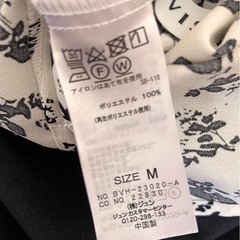 30
F
W
SD-110
アイロンはあて布を使用
ポリエステル 100%
(再生ポリエステル使用)
SIZE M
NO. BVH-23020-A
CO.NO. 22830
㈱ジュン
ジュンカスタマーセンター
0120-298-133
中国製